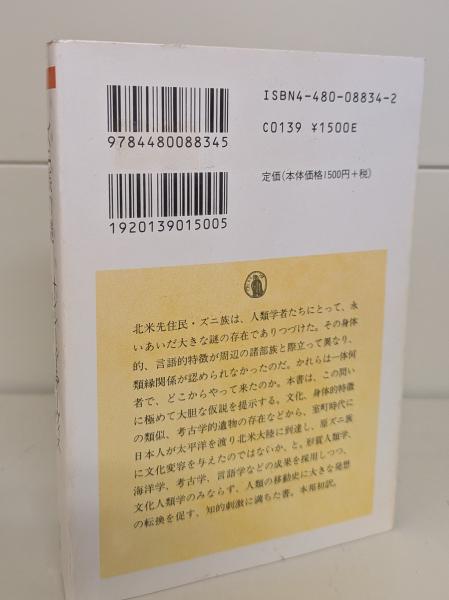 ISBN4-480-08834-2
C0139 ¥1500E
9784480088345
定価(本体価格1500円+税)
1920139015005
北米先住民・ズニ族は、人類学者たちにとって、永
いあいだ大きな謎の存在でありつづけた。その身体
的、言語的特徴が周辺の諸部族と際立って異なり、
類縁関係が認められなかったのだ。かれらは一体何
者で、どこからやって来たのか。本書は、この問い
に極めて大胆な仮説を提示する。文化、身体的特徴
の類似、考古学的遺物の存在などから、室町時代に
日本人が太平洋を渡り北米大陸に到達し、原ズニ族
に文化変容を与えたのではないか、と。形質人類学、
海洋学、考古学、言語学などの成果を採用しつつ、
文化人類学のみならず、人類の移動史に大きな発想
の転換を促す、知的刺激に満ちた書。本邦初訳。